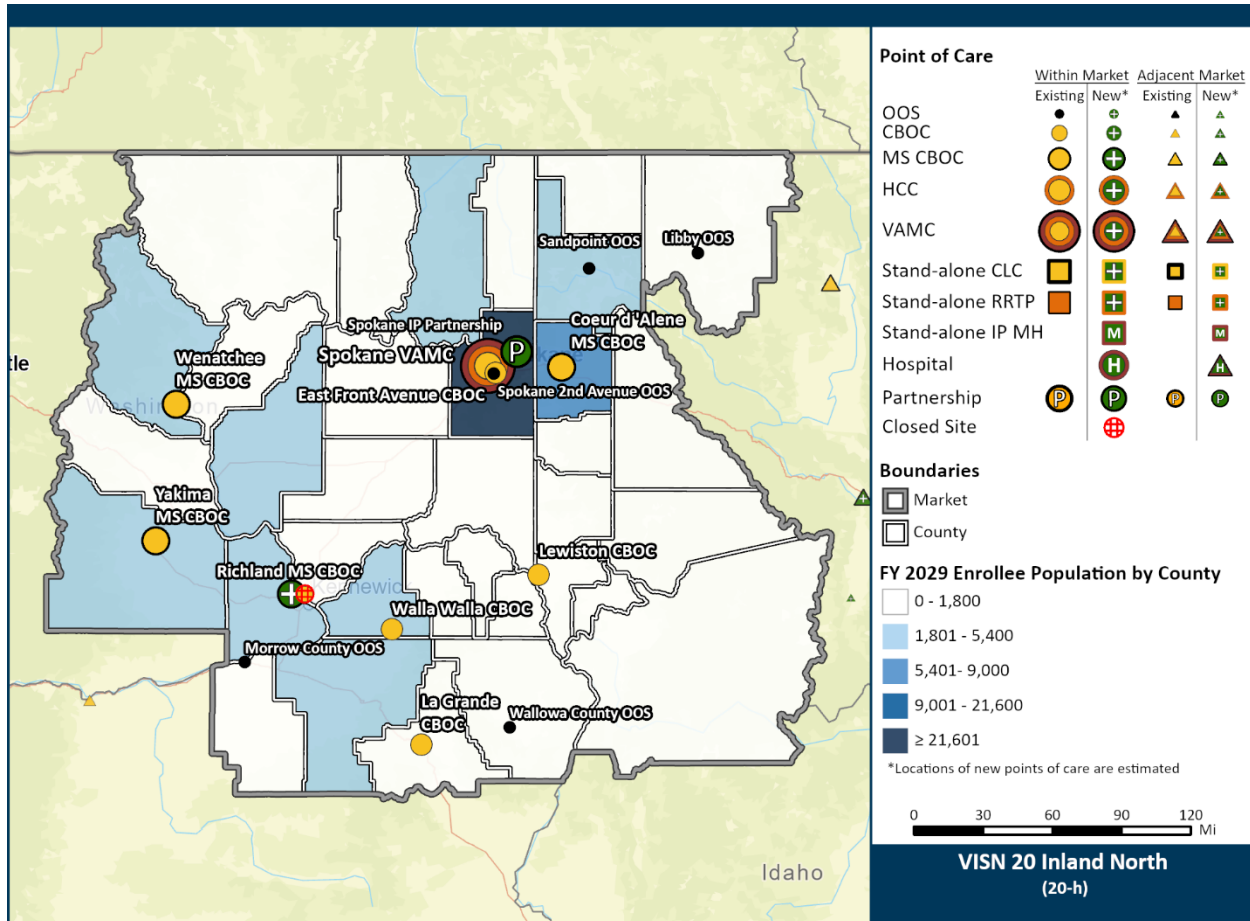 Sandpoint OOS
Libby OOS
Spokane IP Partnership
Coeur d'Alene
MS CBOC
Spokane VAMC
P
Wenatchee
MS CBOC
East Front Avenue CBOC
Spokane 2nd Avenue OOS
tle
Washington
Yakima
MS CBOC
Lewiston CBOC
Richland MS CBOC
Kennewick
Walla Walla CBOC
Morrow County OOS
La Grande
CBOC
Wallowa County OOS
Idaho
Point of Care
Within Market Adjacent Market
Existing New* Existing New*
OOS
CBOC
MS CBOC
HCC
VAMC
Stand-alone CLC
Stand-alone RRTP
Stand-alone IP MH M M
Hospital H H
Partnership P P P P
Closed Site
Boundaries
Market
County
FY 2029 Enrollee Population by County
0 - 1,800
1,801 - 5,400
5,401- 9,000
9,001 - 21,600
≥ 21,601
*Locations of new points of care are estimated
0 30 60 90 120
Mi
VISN 20 Inland North
(20-h)